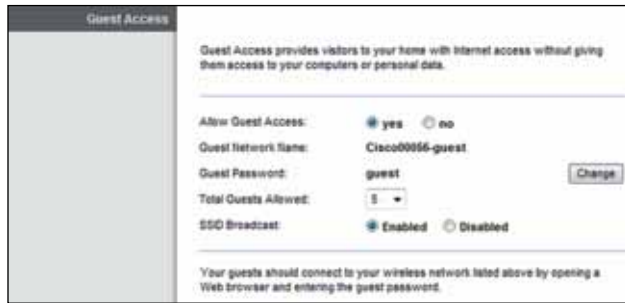 Guest Access
Guest Access provides visitors to your home with Internet access without giving
them access to your computers or personal data.
Allow Guest Access: yes no
Guest Network Name: Cisco00056-guest
Guest Password: guest Change
Total Guests Allowed: 5
SSID Broadcast: Enabled Disabled
Your guests should connect to your wireless network listed above by opening a
Web browser and entering the guest password.